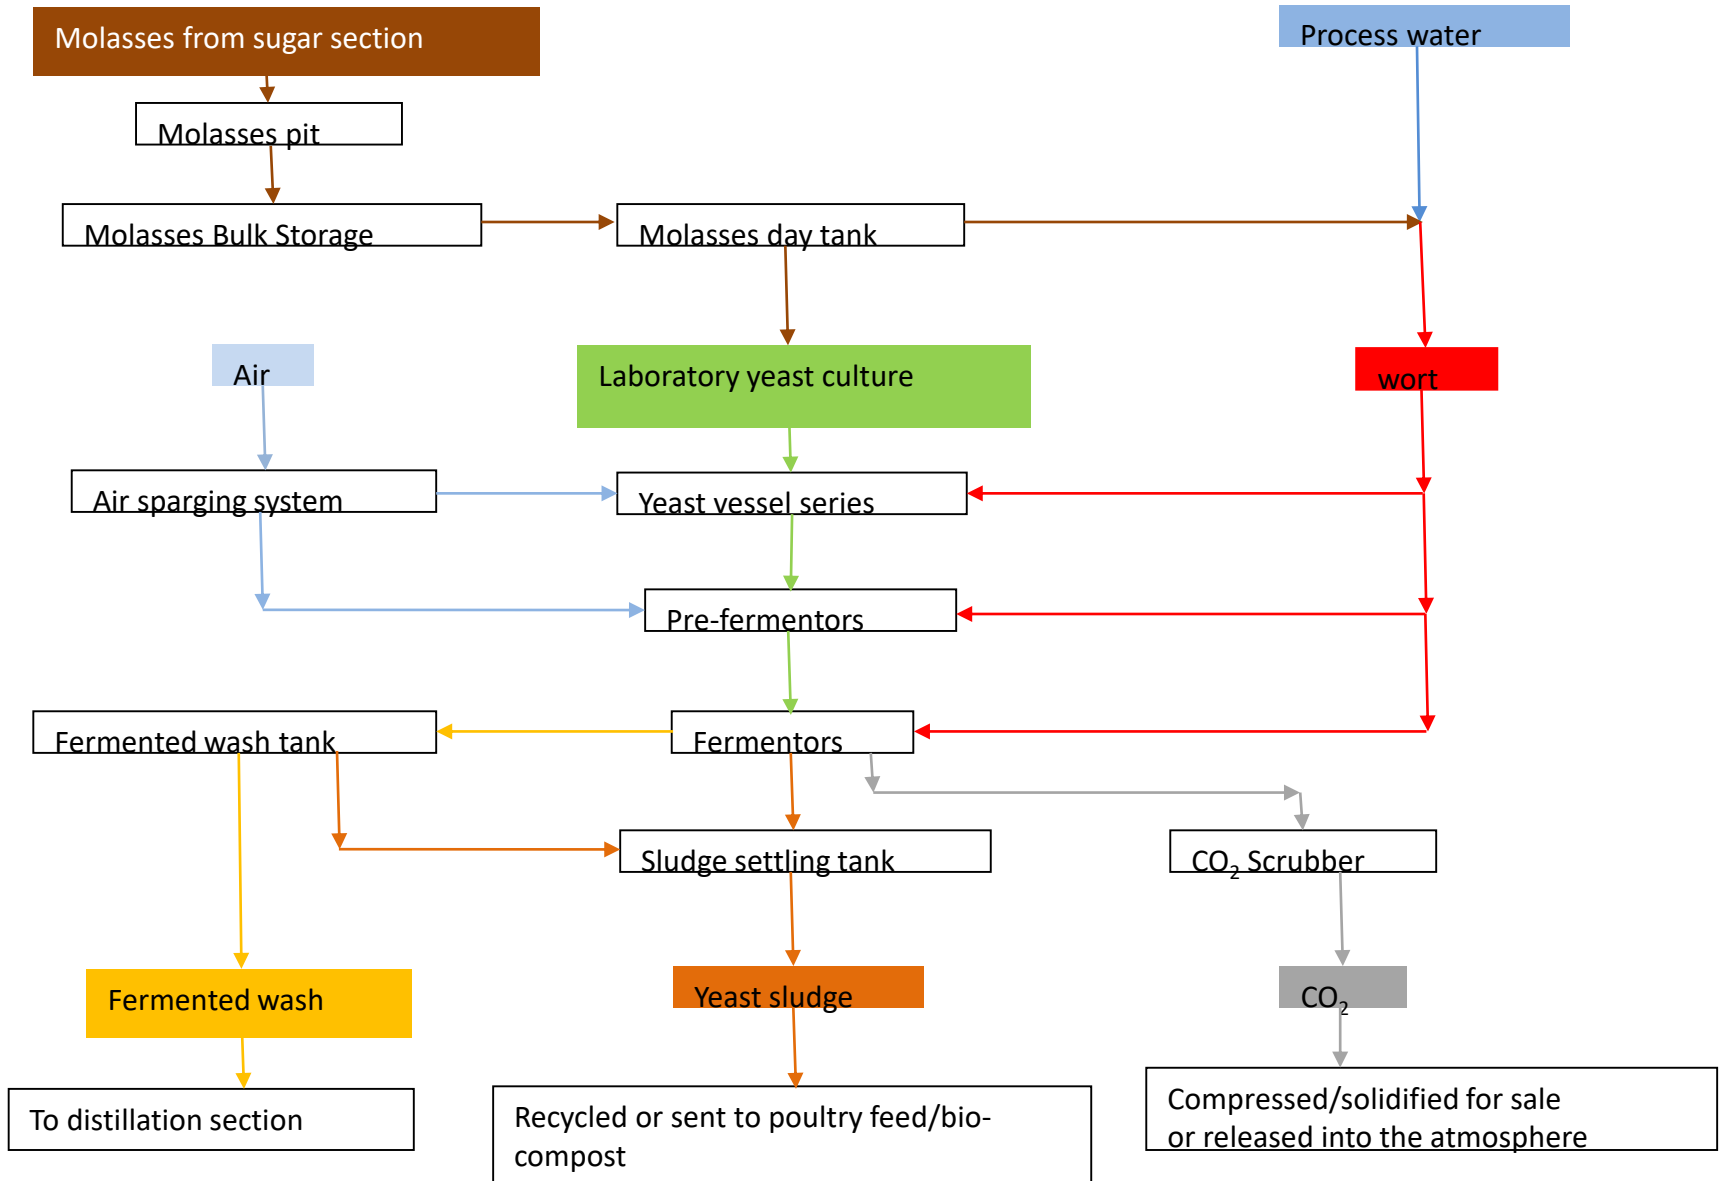 Molasses from sugar section
Process water
Molasses pit
Molasses Bulk Storage
Molasses day tank
Air
Laboratory yeast culture
wort
Air sparging system
Yeast vessel series
Pre-fermentors
Fermented wash tank
Fermentors
Sludge settling tank
CO₂ Scrubber
Fermented wash
Yeast sludge
CO₂
To distillation section
Recycled or sent to poultry feed/bio-
compost
Compressed/solidified for sale
or released into the atmosphere